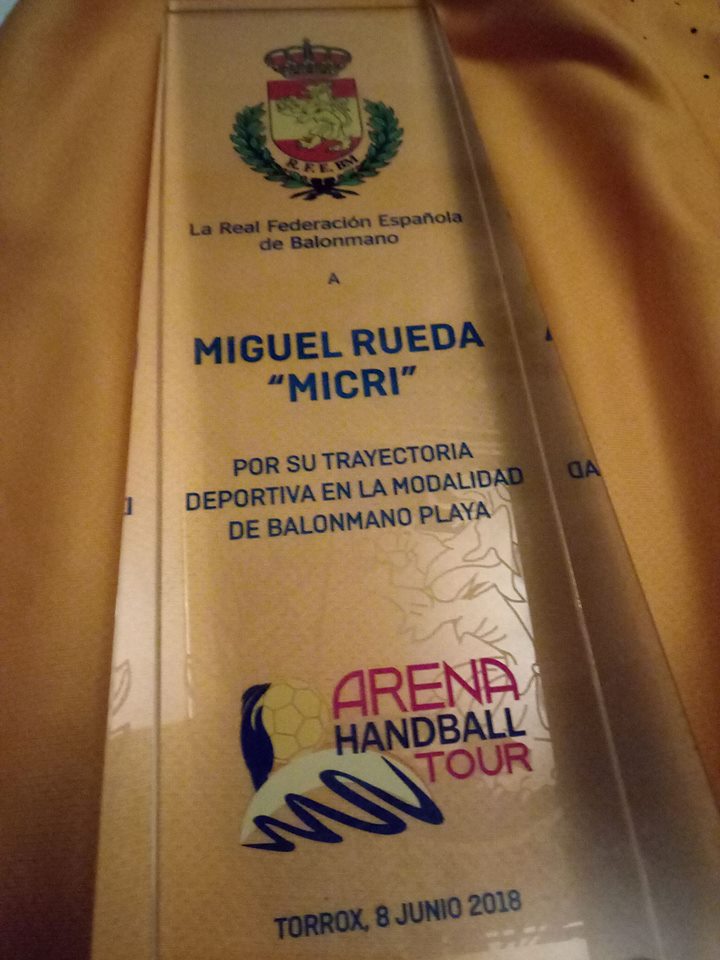 R. F. E. BM
La Real Federación Española
de Balonmano
A
MIGUEL RUEDA
“MICRI”
POR SU TRAYECTORIA
DEPORTIVA EN LA MODALIDAD
DE BALONMANO PLAYA
ARENA
HANDBALL
TOUR
TORROX, 8 JUNIO 2018